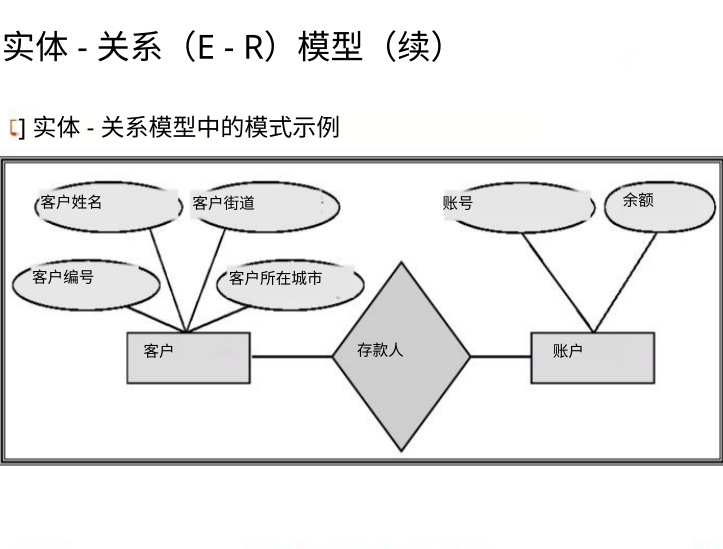 实体 - 关系（E - R）模型（续）
] 实体 - 关系模型中的模式示例
客户姓名 客户街道 账号 余额
客户编号 客户所在城市
客户 存款人 账户